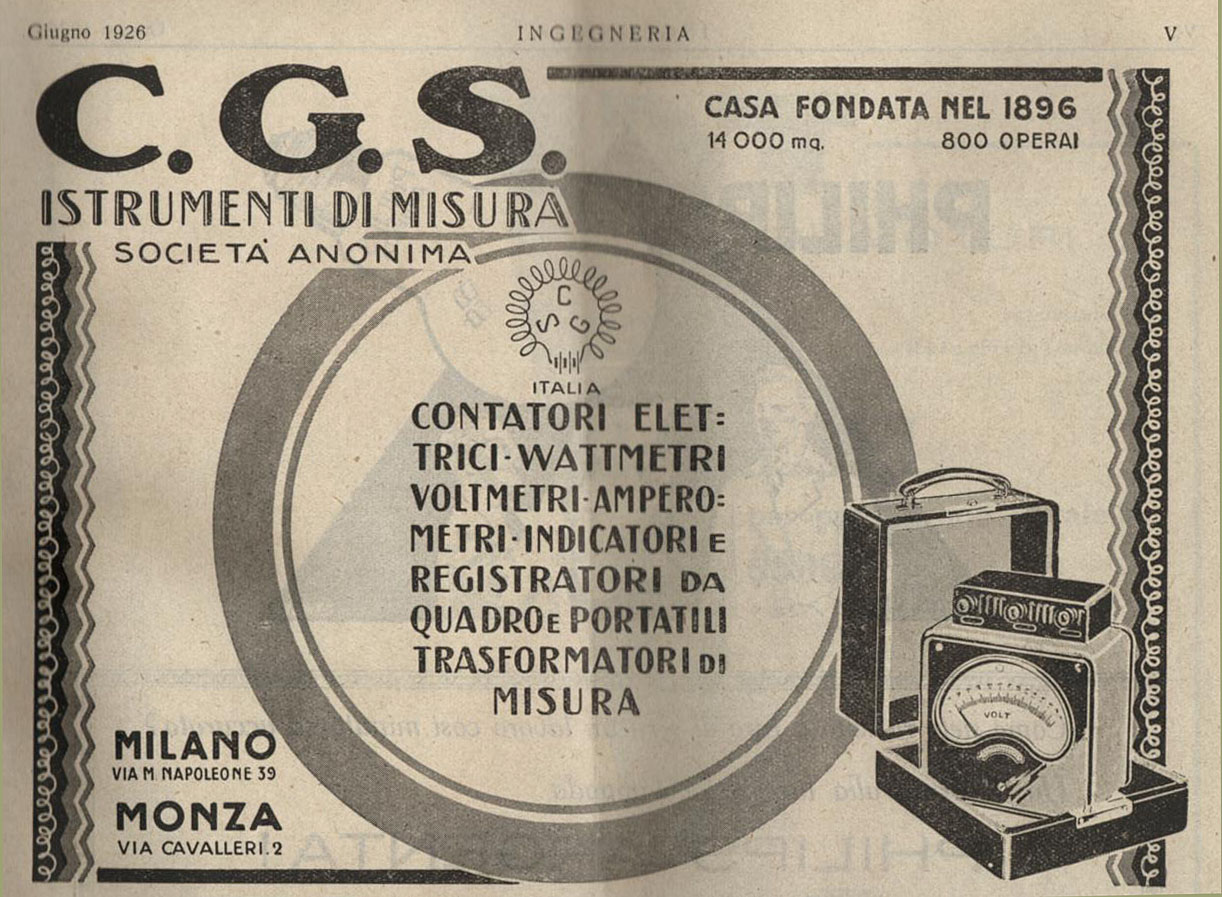 Giugno 1926
INGEGNERIA
V
C.G.S.
ISTRUMENTI DI MISURA
SOCIETÀ ANONIMA
CASA FONDATA NEL 1896
14 000 mq. 800 OPERAI
C
S G
ITALIA
CONTATORI ELET=
TRICI·WATTMETRI
VOLTMETRI·AMPERO=
METRI·INDICATORI E
REGISTRATORI DA
QUADRO E PORTATILI
TRASFORMATORI DI
MISURA
VOLT
MILANO
VIA M. NAPOLEONE 39
MONZA
VIA CAVALLERI.2